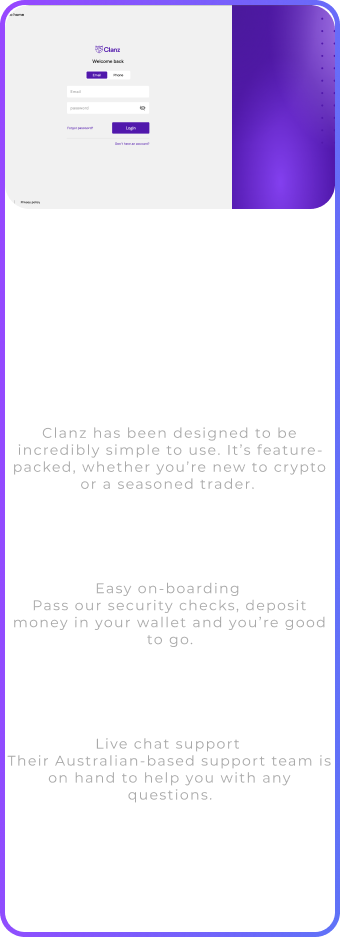 home
Clanz
Welcome back
Email
Phone
Email
password
Forgot password?
Login
Don't have an account?
Privacy policy
Clanz has been designed to be
incredibly simple to use. It’s feature-
packed, whether you’re new to crypto
or a seasoned trader.
Easy on-boarding
Pass our security checks, deposit
money in your wallet and you’re good
to go.
Live chat support
Their Australian-based support team is
on hand to help you with any
questions.